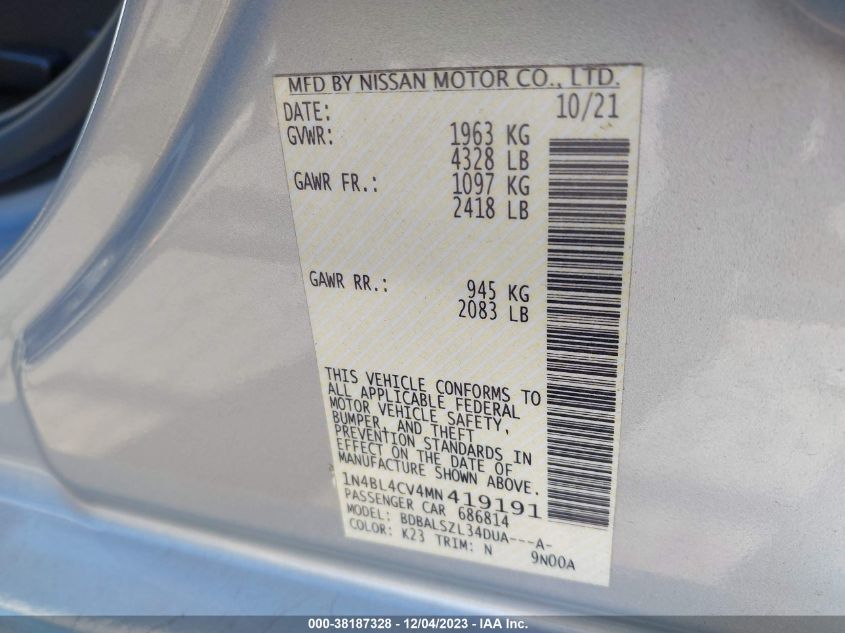 MFD BY NISSAN MOTOR CO., LTD.
DATE: 10/21
GVWR: 1963 KG
4328 LB
GAWR FR.: 1097 KG
2418 LB
GAWR RR.: 945 KG
2083 LB
THIS VEHICLE CONFORMS TO
ALL APPLICABLE FEDERAL
MOTOR VEHICLE SAFETY,
BUMPER, AND THEFT
PREVENTION STANDARDS IN
EFFECT ON THE DATE OF
MANUFACTURE SHOWN ABOVE.
1N4BL4CV4MN419191
PASSENGER CAR 686814
MODEL: BDBALSZL34DUA---A-
COLOR: K23 TRIM: N 9N00A
000-38187328 - 12/04/2023 - IAA Inc.